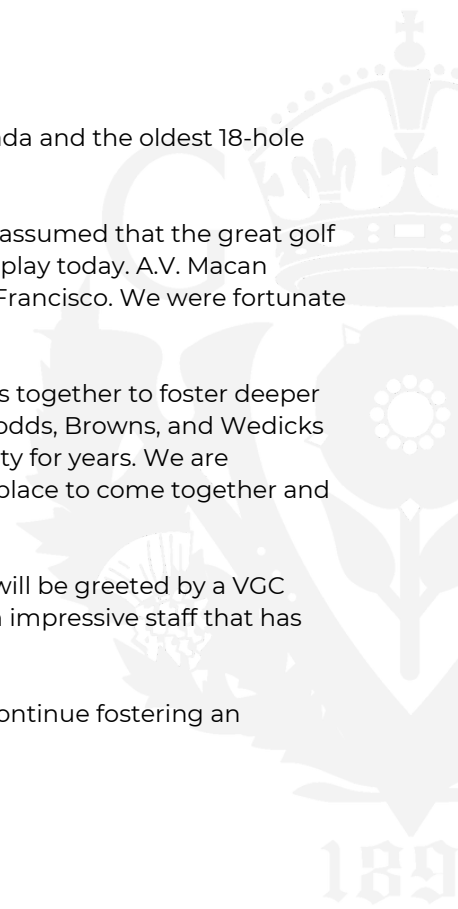 da and the oldest 18-hole
assumed that the great golf
play today. A.V. Macan
Francisco. We were fortunate
s together to foster deeper
odds, Browns, and Wedicks
ty for years. We are
place to come together and
will be greeted by a VGC
impressive staff that has
ontinue fostering an
189